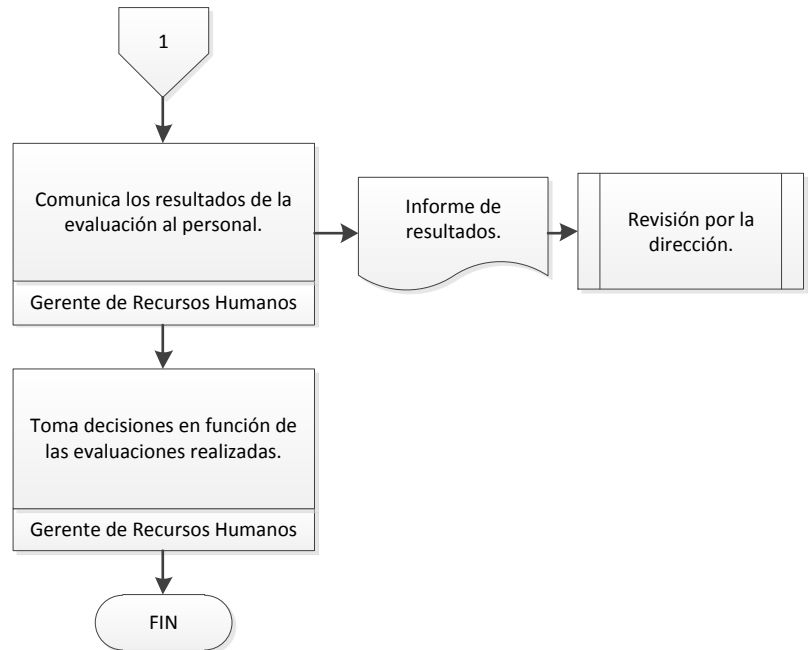 1
Comunica los resultados de la
evaluación al personal.
Gerente de Recursos Humanos
Informe de
resultados.
Revisión por la
dirección.
Toma decisiones en función de
las evaluaciones realizadas.
Gerente de Recursos Humanos
FIN